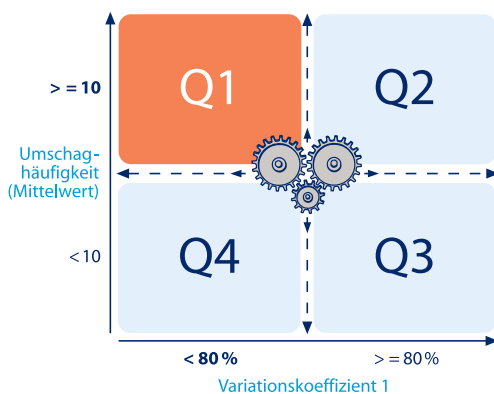 > = 10
Q1
Q2
Umschag-
häufigkeit
(Mittelwert)
< 10
Q4
Q3
< 80 %
> = 80 %
Variationskoeffizient 1